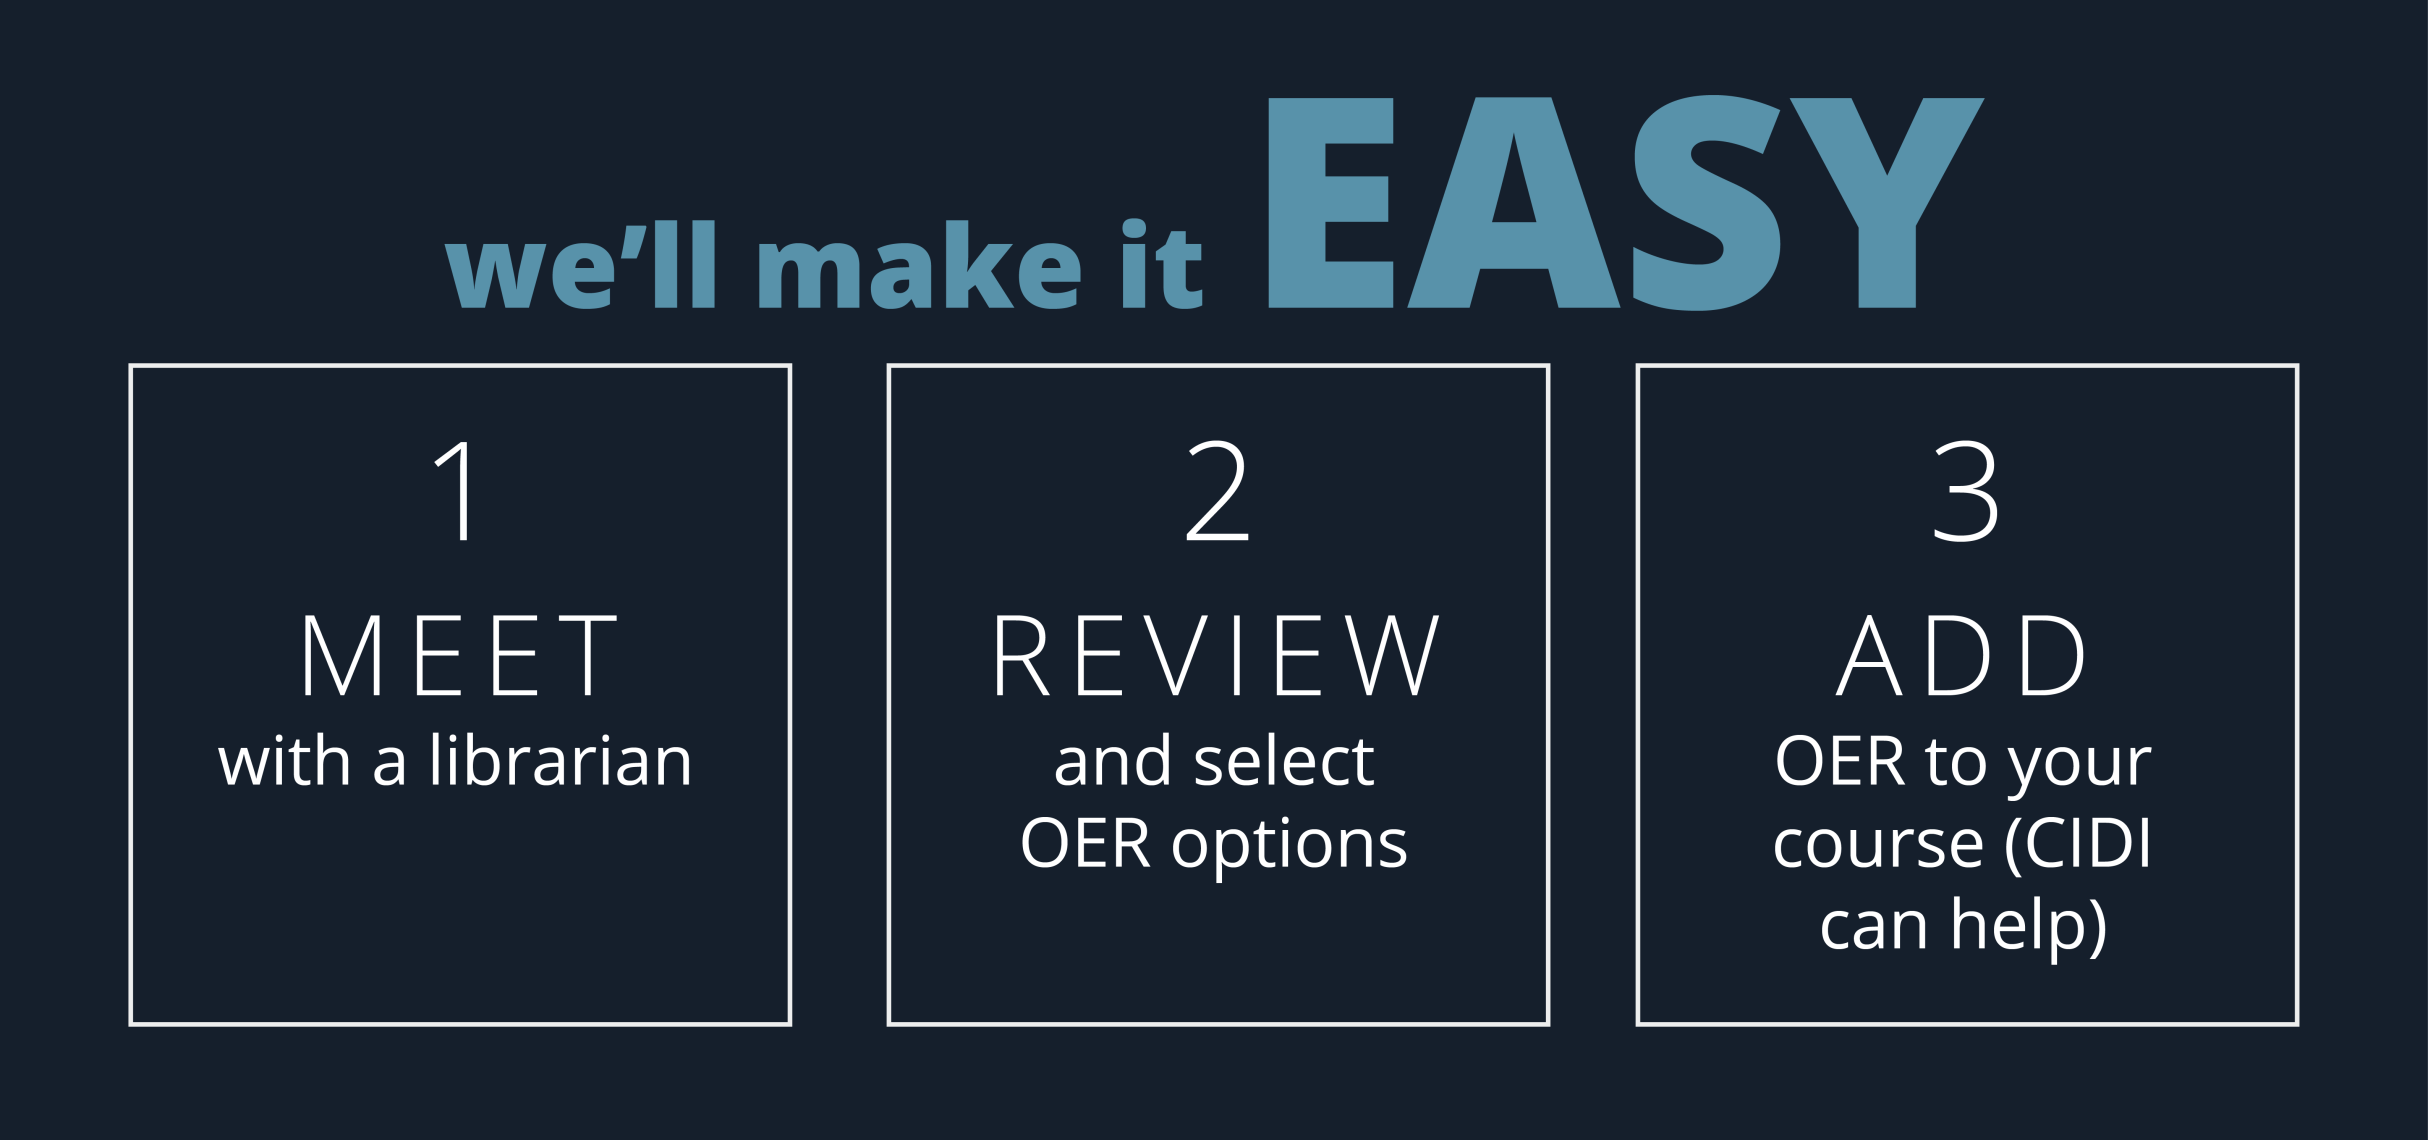 we’ll make it EASY
1
MEET
with a librarian
2
REVIEW
and select
OER options
3
ADD
OER to your
course (CIDI
can help)